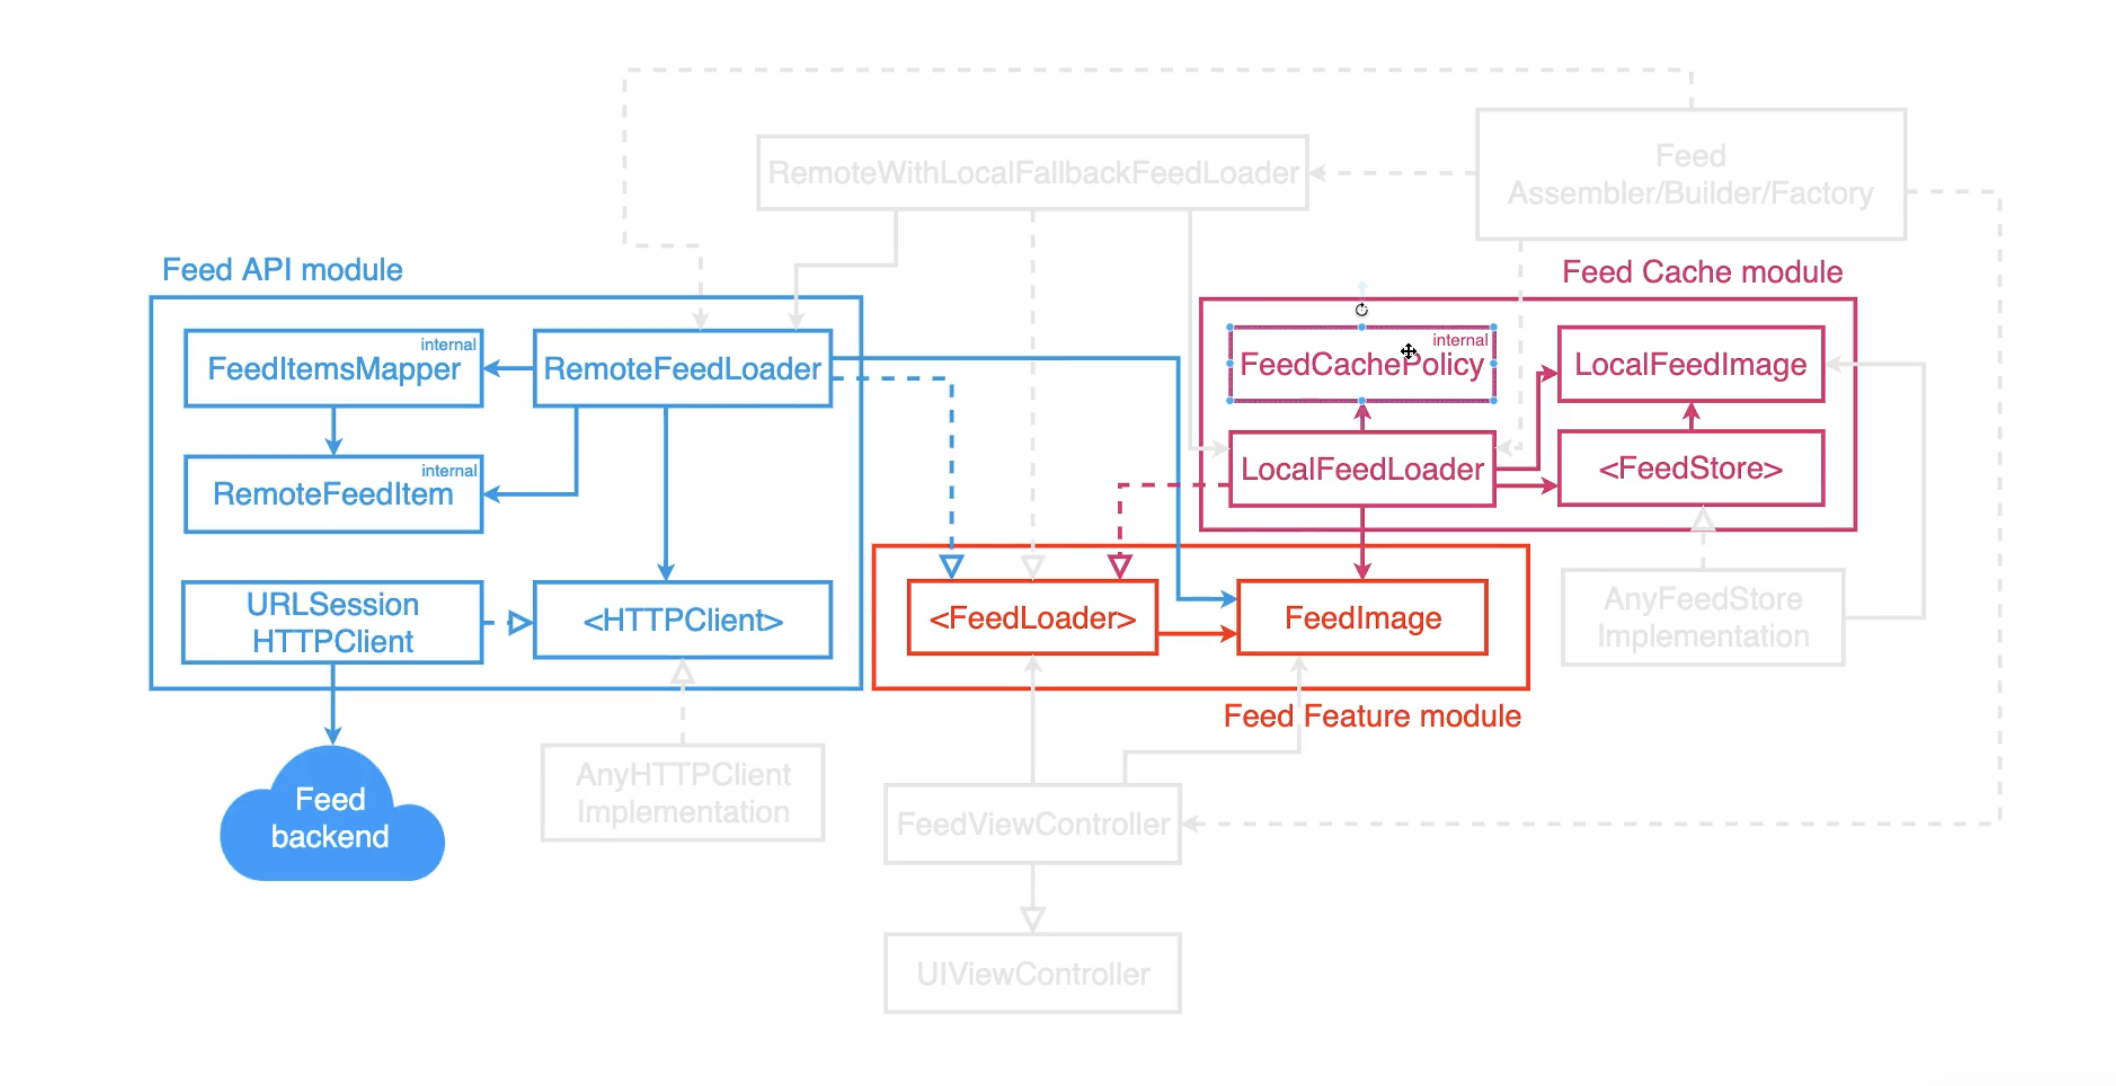 RemoteWithLocalFallbackFeedLoader
Feed
Assembler/Builder/Factory
Feed API module
internal
FeedItemsMapper
RemoteFeedLoader
internal
RemoteFeedItem
URLSession
HTTPClient
<HTTPClient>
Feed
backend
AnyHTTPClient
Implementation
Feed Cache module
internal
FeedCachePolicy
LocalFeedImage
LocalFeedLoader
<FeedStore>
<FeedLoader>
FeedImage
Feed Feature module
AnyFeedStore
Implementation
FeedViewController
UIViewController